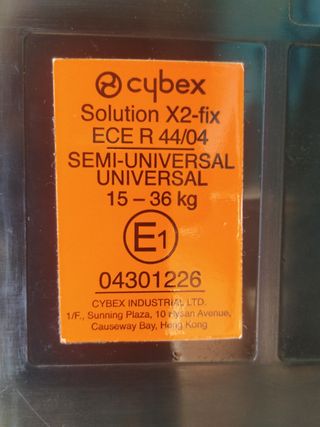 cybex
Solution X2-fix
ECE R 44/04
SEMI-UNIVERSAL
UNIVERSAL
15 – 36 kg
E1
04301226
CYBEX INDUSTRIAL LTD.
1/F., Sunning Plaza, 10 Hysan Avenue,
Causeway Bay, Hong Kong